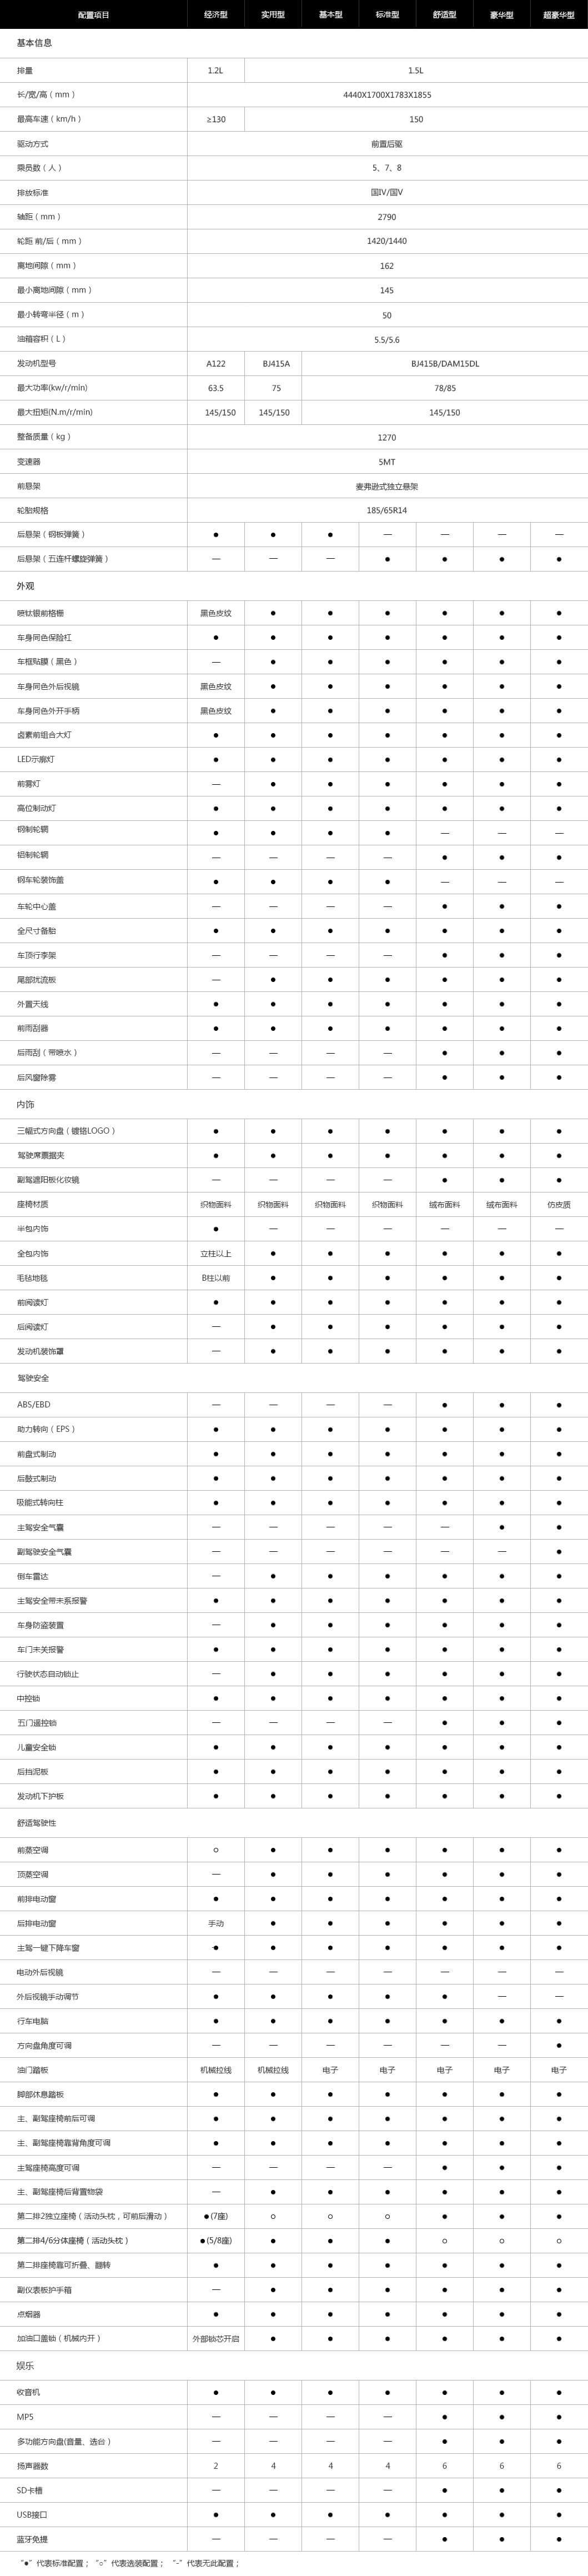 配置项目 经济型 实用型 基本型 标准型 舒适型 豪华型 超豪华型
基本信息
排量 1.2L 1.5L
长/宽/高（mm） 4440X1700X1783X1855
最高车速（km/h） ≥130 150
驱动方式 前置后驱
乘员数（人） 5、7、8
排放标准 国IV/国V
轴距（mm） 2790
轮距 前/后（mm） 1420/1440
离地间隙（mm） 162
最小离地间隙（mm） 145
最小转弯半径（m） 50
油箱容积（L） 5.5/5.6
发动机型号 A122 BJ415A BJ415B/DAM15DL
最大功率(kw/r/min) 63.5 75 78/85
最大扭矩(N.m/r/min) 145/150 145/150 145/150
整备质量（kg） 1270
变速器 5MT
前悬架 麦弗逊式独立悬架
轮胎规格 185/65R14
后悬架（钢板弹簧） ● ● ● — — — —
后悬架（五连杆螺旋弹簧） — — — ● ● ● ●
外观
喷钛银前格栅 黑色皮纹 ● ● ● ● ● ●
车身同色保险杠 ● ● ● ● ● ● ●
车框贴膜（黑色） — ● ● ● ● ● ●
车身同色外后视镜 黑色皮纹 ● ● ● ● ● ●
车身同色外开手柄 黑色皮纹 ● ● ● ● ● ●
卤素前组合大灯 ● ● ● ● ● ● ●
LED示廓灯 ● ● ● ● ● ● ●
前雾灯 — ● ● ● ● ● ●
高位制动灯 ● ● ● ● ● ● ●
钢制轮辋 ● ● ● ● — — —
铝制轮辋 — — — — ● ● ●
钢车轮装饰盖 ● ● ● ● — — —
车轮中心盖 — — — — ● ● ●
全尺寸备胎 ● ● ● ● ● ● ●
车顶行李架 — — — — ● ● ●
尾部扰流板 — ● ● ● ● ● ●
外置天线 ● ● ● ● ● ● ●
前雨刮器 ● ● ● ● ● ● ●
后雨刮（带喷水） — — — — ● ● ●
后风窗除雾 — — — — ● ● ●
内饰
三幅式方向盘（镀铬LOGO） ● ● ● ● ● ● ●
驾驶席票据夹 ● ● ● ● ● ● ●
副驾遮阳板化妆镜 — — — — ● ● ●
座椅材质 织物面料 织物面料 织物面料 织物面料 绒布面料 绒布面料 仿皮质
半包内饰 ● — — — — — —
全包内饰 立柱以上 ● ● ● ● ● ●
毛毡地毯 B柱以前 ● ● ● ● ● ●
前阅读灯 ● ● ● ● ● ● ●
后阅读灯 — ● ● ● ● ● ●
发动机装饰罩 — ● ● ● ● ● ●
驾驶安全
ABS/EBD — — — — ● ● ●
助力转向（EPS） ● ● ● ● ● ● ●
前盘式制动 ● ● ● ● ● ● ●
后鼓式制动 ● ● ● ● ● ● ●
吸能式转向柱 ● ● ● ● ● ● ●
主驾安全气囊 — — — — — ● ●
副驾驶安全气囊 — — — — — — ●
倒车雷达 — ● ● ● ● ● ●
主驾安全带未系报警 ● ● ● ● ● ● ●
车身防盗装置 — ● ● ● ● ● ●
车门未关报警 ● ● ● ● ● ● ●
行驶状态自动锁止 — ● ● ● ● ● ●
中控锁 ● ● ● ● ● ● ●
五门遥控锁 — — — — ● ● ●
儿童安全锁 ● ● ● ● ● ● ●
后挡泥板 ● ● ● ● ● ● ●
发动机下护板 ● ● ● ● ● ● ●
舒适驾驶性
前蒸空调 ○ ● ● ● ● ● ●
顶蒸空调 — ● ● ● ● ● ●
前排电动窗 ● ● ● ● ● ● ●
后排电动窗 手动 ● ● ● ● ● ●
主驾一键下降车窗 ● ● ● ● ● ● ●
电动外后视镜 — — — — — — —
外后视镜手动调节 ● ● ● ● ● — —
行车电脑 ● ● ● ● ● ● ●
方向盘角度可调 — — — — — — ●
油门踏板 机械拉线 机械拉线 电子 电子 电子 电子 电子
脚部休息踏板 ● ● ● ● ● ● ●
主、副驾座椅前后可调 ● ● ● ● ● ● ●
主、副驾座椅靠背角度可调 ● ● ● ● ● ● ●
主驾座椅高度可调 — — — — ● ● ●
主、副驾座椅后背置物袋 — ● ● ● ● ● ●
第二排2独立座椅（活动头枕，可前后滑动） ●(7座) ○ ○ ○ ● ● ●
第二排4/6分体座椅（活动头枕） ●(5/8座) ● ● ● ○ ○ ○
第二排座椅靠可折叠、翻转 ● ● ● ● ● ● ●
副仪表板护手箱 — ● ● ● ● ● ●
点烟器 ● ● ● ● ● ● ●
加油口盖锁（机械内开） 外部锁芯开启 ● ● ● ● ● ●
娱乐
收音机 ● ● ● ● ● ● ●
MP5 — — — — ● ● ●
多功能方向盘(音量、选台） — — — — ● ● ●
扬声器数 2 4 4 4 6 6 6
SD卡槽 — — — — ● ● ●
USB接口 ● ● ● ● ● ● ●
蓝牙免提 — — — — ● ● ●
“●”代表标准配置；“○”代表选装配置； “-”代表无此配置；